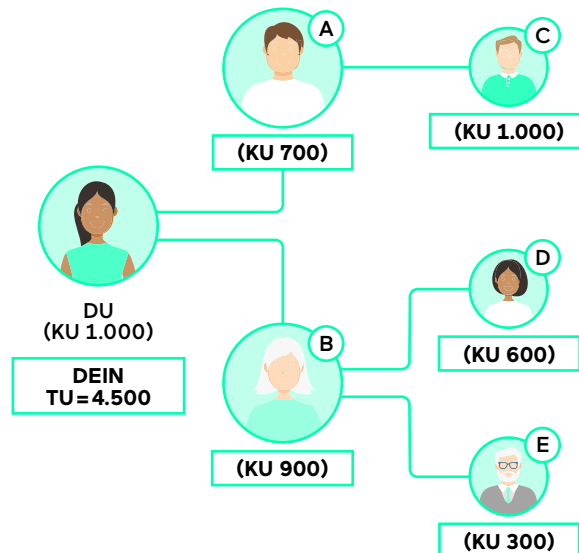 A
C
(KU 700)
(KU 1.000)
DU
(KU 1.000)
DEIN
TU=4.500
B
D
(KU 900)
(KU 600)
E
(KU 300)